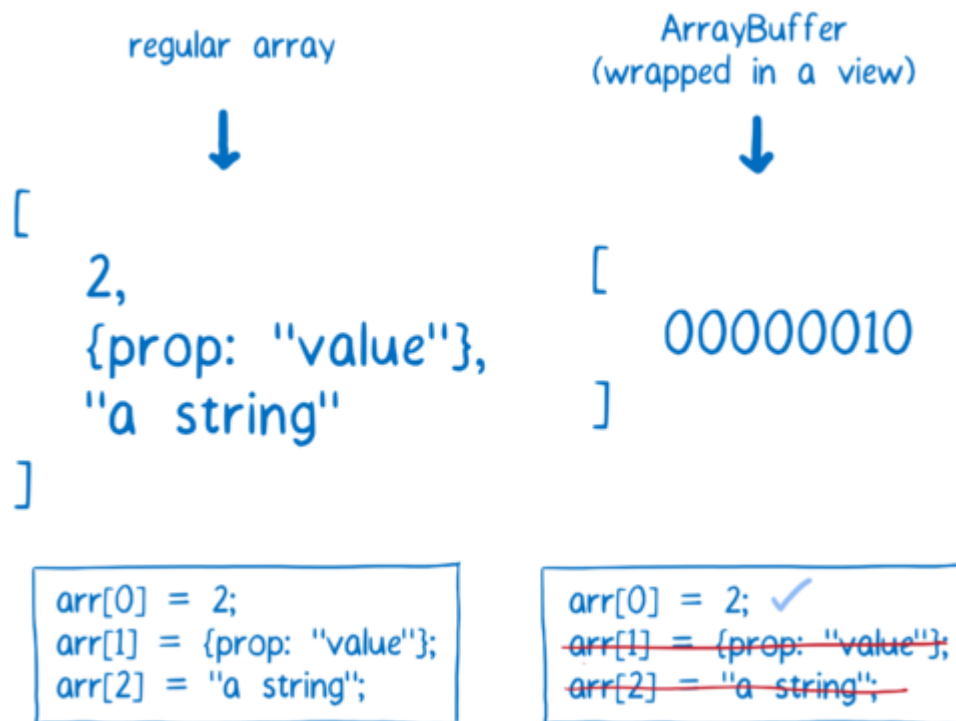 regular array
[
2,
{prop: "value"},
"a string"
]
arr[0] = 2;
arr[1] = {prop: "value"};
arr[2] = "a string";
ArrayBuffer
(wrapped in a view)
[
00000010
]
arr[0] = 2; ✓
arr[1] = {prop: "value"};
arr[2] = "a string";